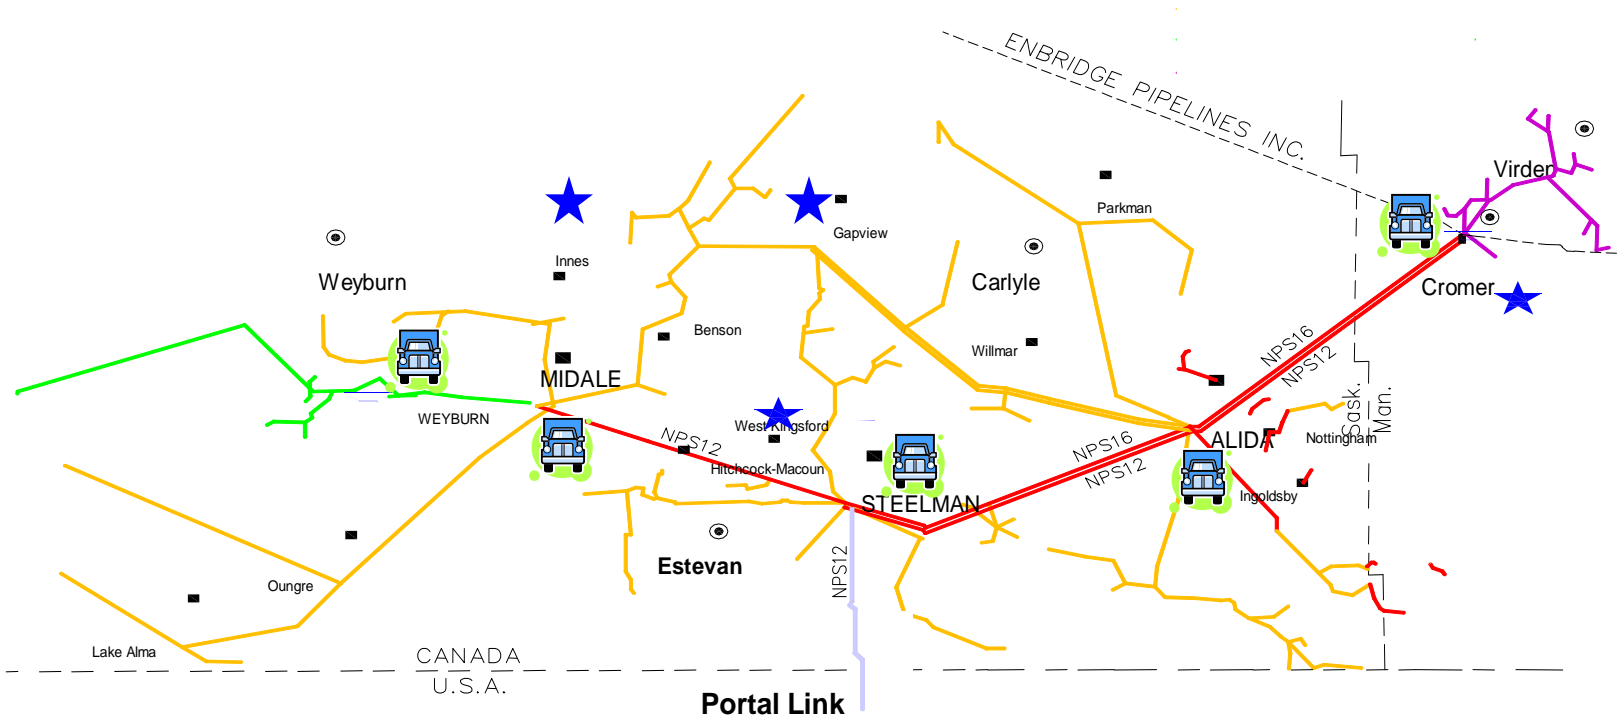 ENBRIDGE PIPELINES INC.
Virden
Parkman
Gapview
Innes
Weyburn
Carlyle
Cromer
Benson
Willmar
NPS16
NPS12
MIDALE
Sask.
Man.
WEYBURN
West Kingsford
NPS12
NPS16
NPS12
ALIDA
Nottingham
Hitchcock-Macoun
Ingoldsby
STEELMAN
Estevan
NPS12
Oungre
Lake Alma
CANADA
U.S.A.
Portal Link